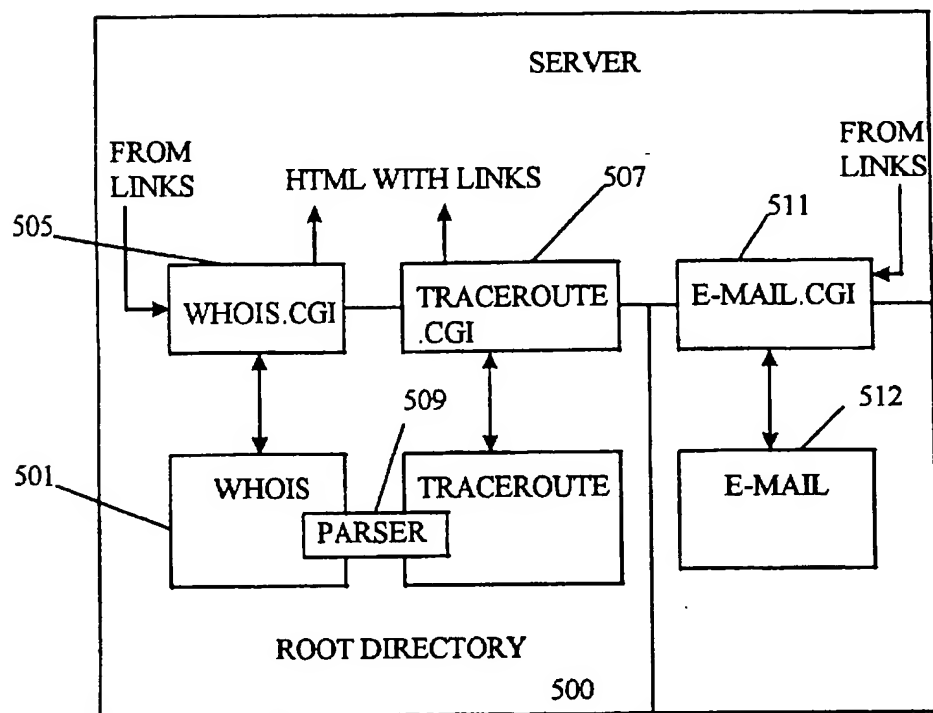 SERVER
FROM
LINKS
HTML WITH LINKS
507
FROM
LINKS
505
511
WHOIS.CGI
TRACEROUTE
.CGI
E-MAIL.CGI
509
512
501
WHOIS
TRACEROUTE
E-MAIL
PARSER
ROOT DIRECTORY
500